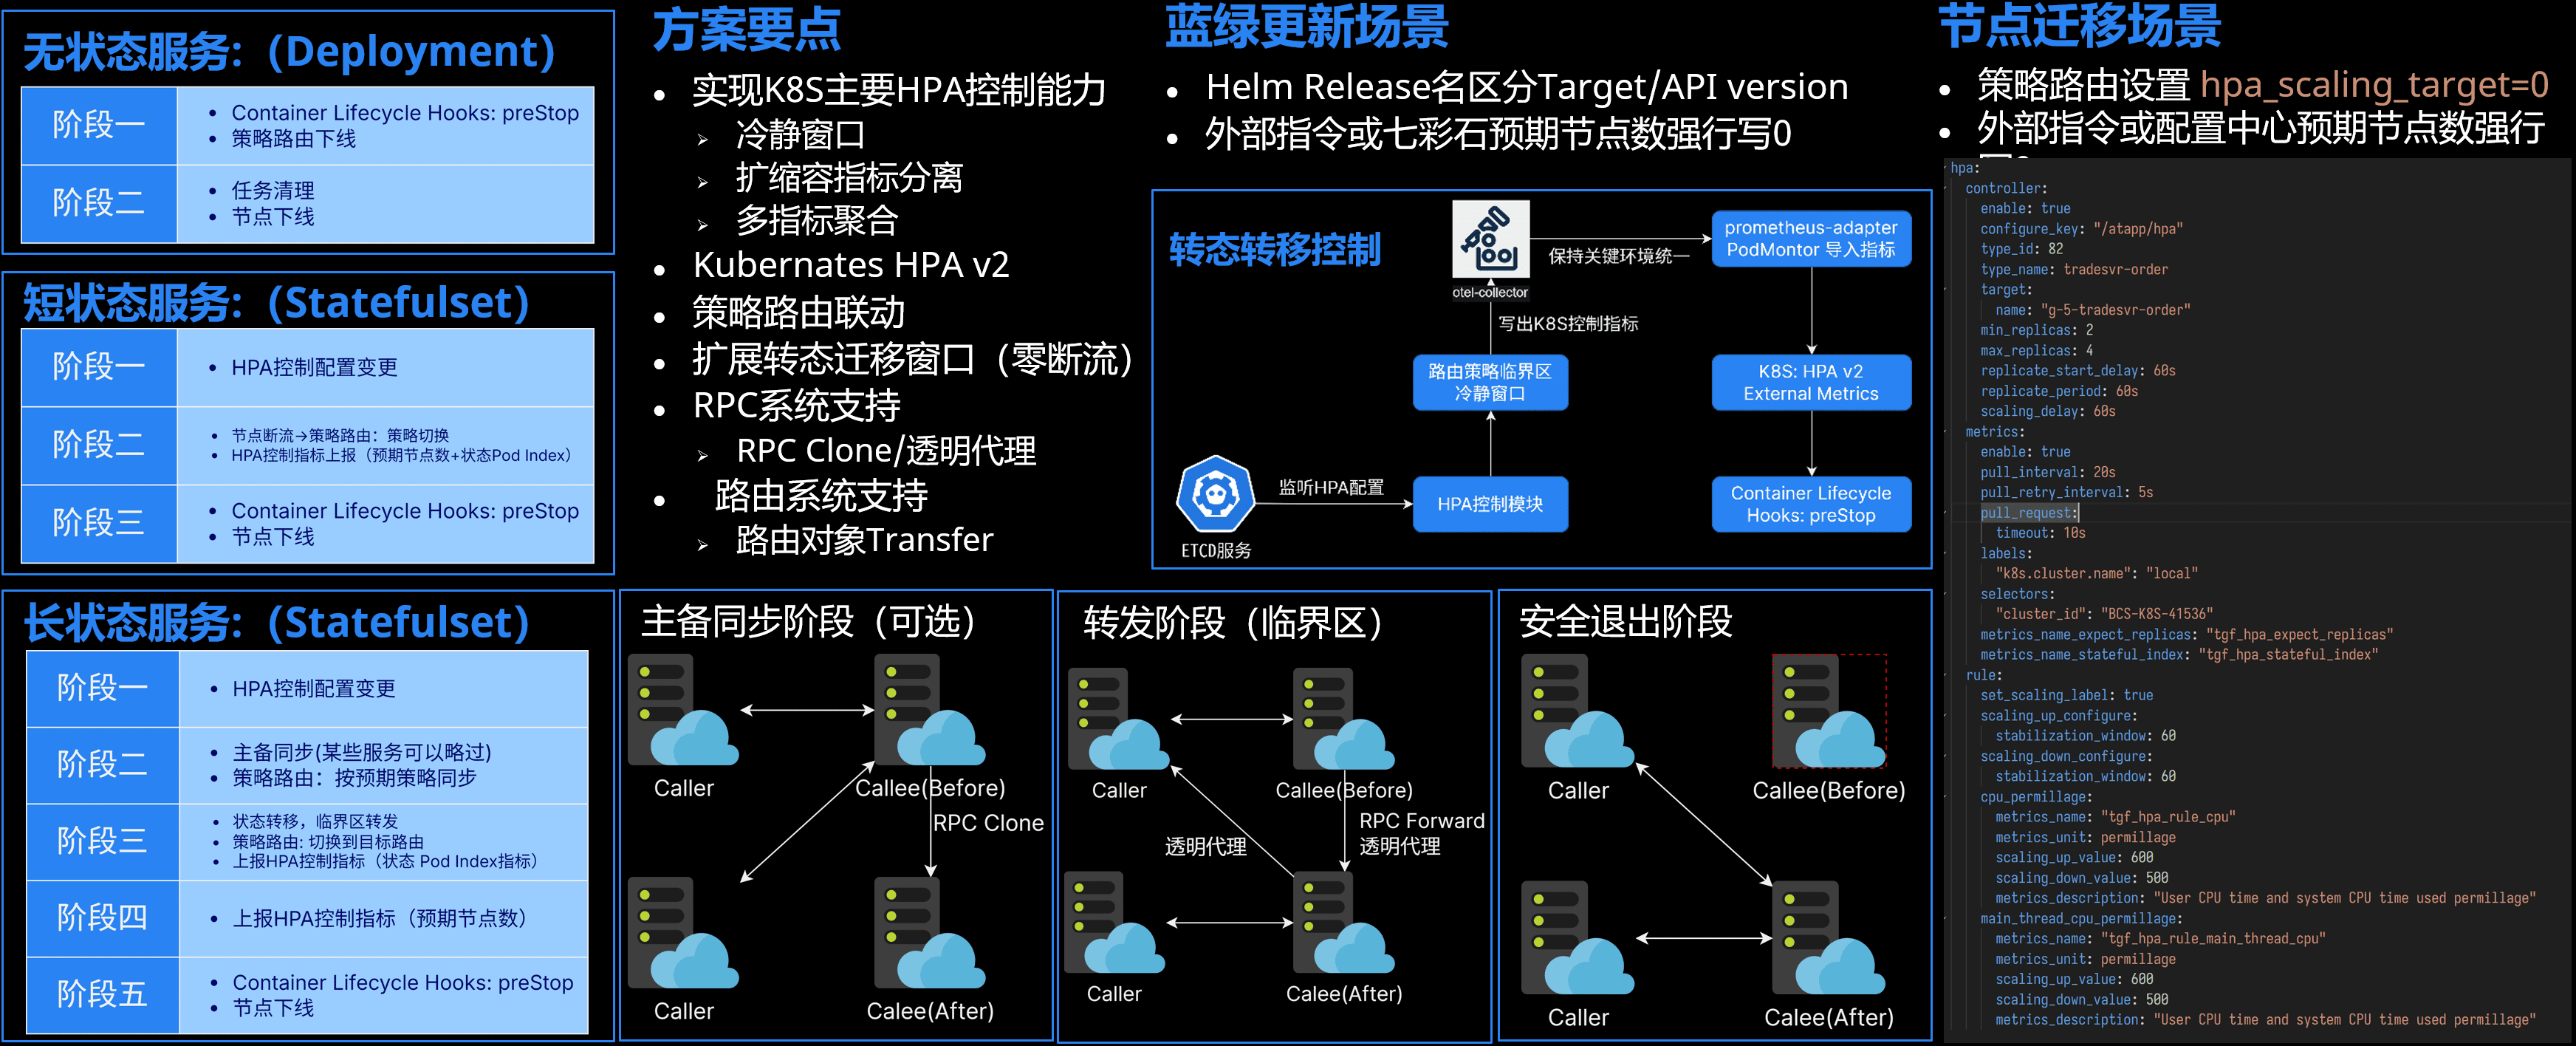 无状态服务:（Deployment）
阶段一
• Container Lifecycle Hooks: preStop
• 策略路由下线
阶段二
• 任务清理
• 节点下线
短状态服务:（Statefulset）
阶段一
• HPA控制配置变更
阶段二
• 节点断流→策略路由：策略切换
• HPA控制指标上报（预期节点数+状态Pod Index）
阶段三
• Container Lifecycle Hooks: preStop
• 节点下线
长状态服务:（Statefulset）
阶段一
• HPA控制配置变更
阶段二
• 主备同步(某些服务可以略过)
• 策略路由：按预期策略同步
阶段三
• 状态转移，临界区转发
• 策略路由: 切换到目标路由
• 上报HPA控制指标（状态 Pod Index指标）
阶段四
• 上报HPA控制指标（预期节点数）
阶段五
• Container Lifecycle Hooks: preStop
• 节点下线
方案要点
• 实现K8S主要HPA控制能力
➢ 冷静窗口
➢ 扩缩容指标分离
➢ 多指标聚合
• Kubernates HPA v2
• 策略路由联动
• 扩展转态迁移窗口（零断流）
• RPC系统支持
➢ RPC Clone/透明代理
• 路由系统支持
➢ 路由对象Transfer
蓝绿更新场景
• Helm Release名区分Target/API version
• 外部指令或七彩石预期节点数强行写0
转态转移控制
otel-collector
保持关键环境统一
prometheus-adapter
PodMontor 导入指标
写出K8S控制指标
路由策略临界区
冷静窗口
K8S: HPA v2
External Metrics
监听HPA配置
HPA控制模块
Container Lifecycle
Hooks: preStop
ETCD服务
主备同步阶段（可选）
Caller
Callee(Before)
RPC Clone
Caller
Calee(After)
转发阶段（临界区）
Caller
Callee(Before)
透明代理
RPC Forward
透明代理
Caller
Calee(After)
安全退出阶段
Caller
Callee(Before)
Caller
Calee(After)
节点迁移场景
• 策略路由设置 hpa_scaling_target=0
• 外部指令或配置中心预期节点数强行
hpa:
controller:
enable: true
configure_key: "/atapp/hpa"
type_id: 82
type_name: tradesvr-order
target:
name: "g-5-tradesvr-order"
min_replicas: 2
max_replicas: 4
replicate_start_delay: 60s
replicate_period: 60s
scaling_delay: 60s
metrics:
enable: true
pull_interval: 20s
pull_retry_interval: 5s
pull_request:
timeout: 10s
labels:
"k8s.cluster.name": "local"
selectors:
"cluster_id": "BCS-K8S-41536"
metrics_name_expect_replicas: "tgf_hpa_expect_replicas"
metrics_name_stateful_index: "tgf_hpa_stateful_index"
rule:
set_scaling_label: true
scaling_up_configure:
stabilization_window: 60
scaling_down_configure:
stabilization_window: 60
cpu_permillage:
metrics_name: "tgf_hpa_rule_cpu"
metrics_unit: permillage
scaling_up_value: 600
scaling_down_value: 500
metrics_description: "User CPU time and system CPU time used permillage"
main_thread_cpu_permillage:
metrics_name: "tgf_hpa_rule_main_thread_cpu"
metrics_unit: permillage
scaling_up_value: 600
scaling_down_value: 500
metrics_description: "User CPU time and system CPU time used permillage"